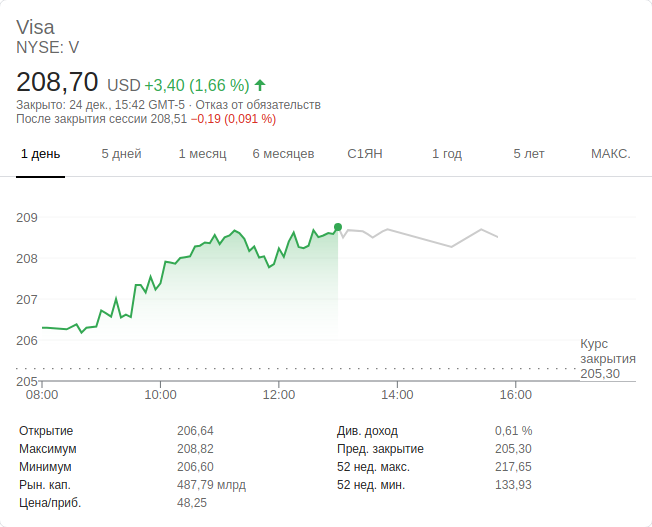 Visa
NYSE: V
208,70 USD +3,40 (1,66 %)
Закрыто: 24 дек., 15:42 GMT-5 · Отказ от обязательств
После закрытия сессии 208,51 −0,19 (0,091 %)
1 день 5 дней 1 месяц 6 месяцев С1ЯН 1 год 5 лет МАКС.
209
208
207
206
205
Курс
закрытия
205,30
08:00 10:00 12:00 14:00 16:00
Открытие 206,64 Див. доход 0,61 %
Максимум 208,82 Пред. закрытие 205,30
Минимум 206,60 52 нед. макс. 217,65
Рын. кап. 487,79 млрд 52 нед. мин. 133,93
Цена/приб. 48,25